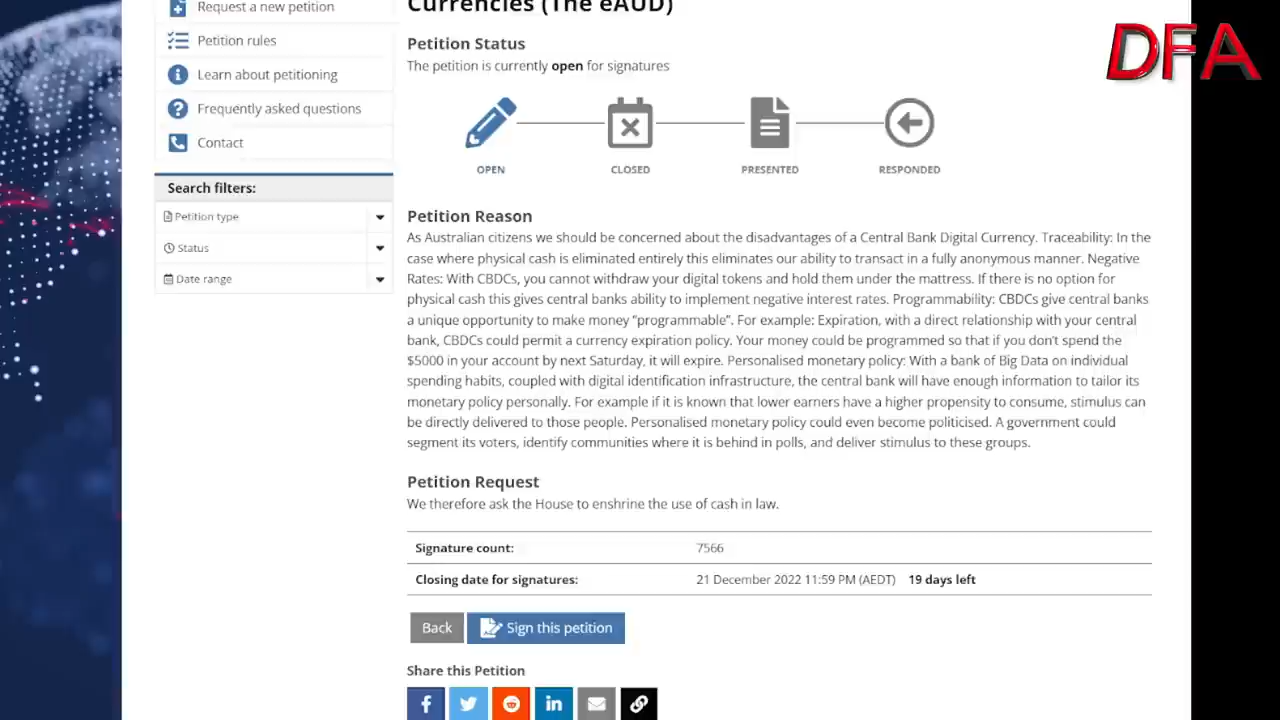 Currencies (The eAUD)
DFA
Request a new petition
Petition rules
Learn about petitioning
Frequently asked questions
Contact
Search filters:
Petition type
Status
Date range
Petition Status
The petition is currently open for signatures
OPEN
CLOSED
PRESENTED
RESPONDED
Petition Reason
As Australian citizens we should be concerned about the disadvantages of a Central Bank Digital Currency. Traceability: In the
case where physical cash is eliminated entirely this eliminates our ability to transact in a fully anonymous manner. Negative
Rates: With CBDCs, you cannot withdraw your digital tokens and hold them under the mattress. If there is no option for
physical cash this gives central banks ability to implement negative interest rates. Programmability: CBDCs give central banks
a unique opportunity to make money "programmable". For example: Expiration, with a direct relationship with your central
bank, CBDCs could permit a currency expiration policy. Your money could be programmed so that if you don't spend the
$5000 in your account by next Saturday, it will expire. Personalised monetary policy: With a bank of Big Data on individual
spending habits, coupled with digital identification infrastructure, the central bank will have enough information to tailor its
monetary policy personally. For example if it is known that lower earners have a higher propensity to consume, stimulus can
be directly delivered to those people. Personalised monetary policy could even become politicised. A government could
segment its voters, identify communities where it is behind in polls, and deliver stimulus to these groups.
Petition Request
We therefore ask the House to enshrine the use of cash in law.
Signature count: 7566
Closing date for signatures: 21 December 2022 11:59 PM (AEDT) 19 days left
Back Sign this petition
Share this Petition